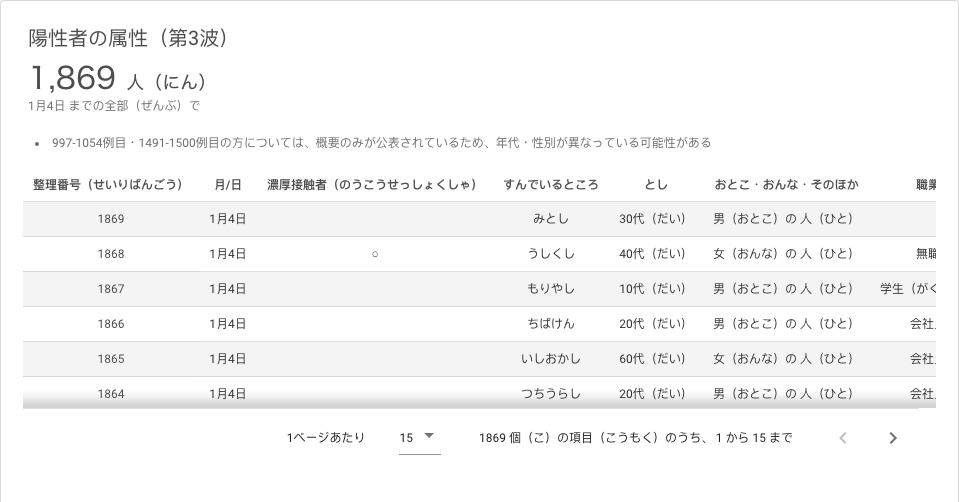 陽性者の属性（第3波）
1,869 人（にん）
1月4日 までの全部（ぜんぶ）で
• 997-1054例目・1491-1500例目の方については、概要のみが公表されているため、年代・性別が異なっている可能性がある
整理番号（せいりばんごう） 月/日 濃厚接触者（のうこうせっしょくしゃ） すんでいるところ とし おとこ・おんな・そのほか 職業
1869 1月4日 みとし 30代（だい） 男（おとこ）の 人（ひと）
1868 1月4日 ○ うしくし 40代（だい） 女（おんな）の 人（ひと） 無職
1867 1月4日 もりやし 10代（だい） 男（おとこ）の 人（ひと） 学生（がく
1866 1月4日 ちばけん 20代（だい） 男（おとこ）の 人（ひと） 会社
1865 1月4日 いしおかし 60代（だい） 女（おんな）の 人（ひと） 会社
1864 1月4日 つちうらし 20代（だい） 男（おとこ）の 人（ひと） 会社
1ページあたり 15 1869 個（こ）の項目（こうもく）のうち、1 から 15 まで